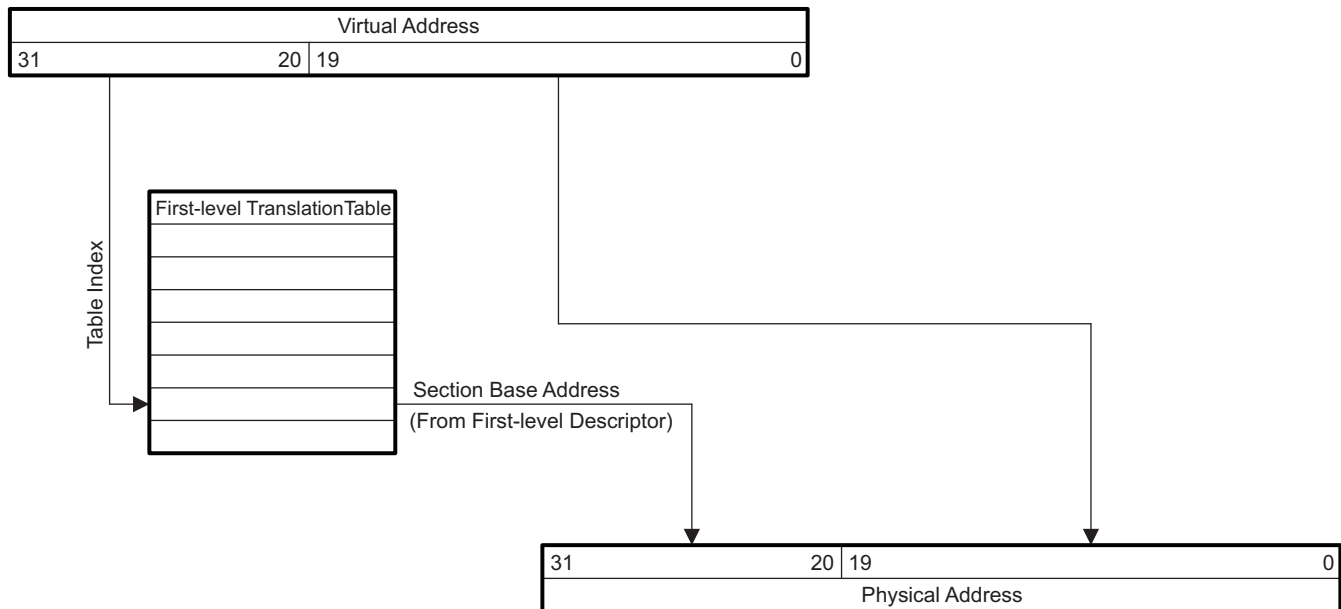 Virtual Address
31 20 19 0
First-level TranslationTable
Table Index
Section Base Address
(From First-level Descriptor)
31 20 19 0
Physical Address